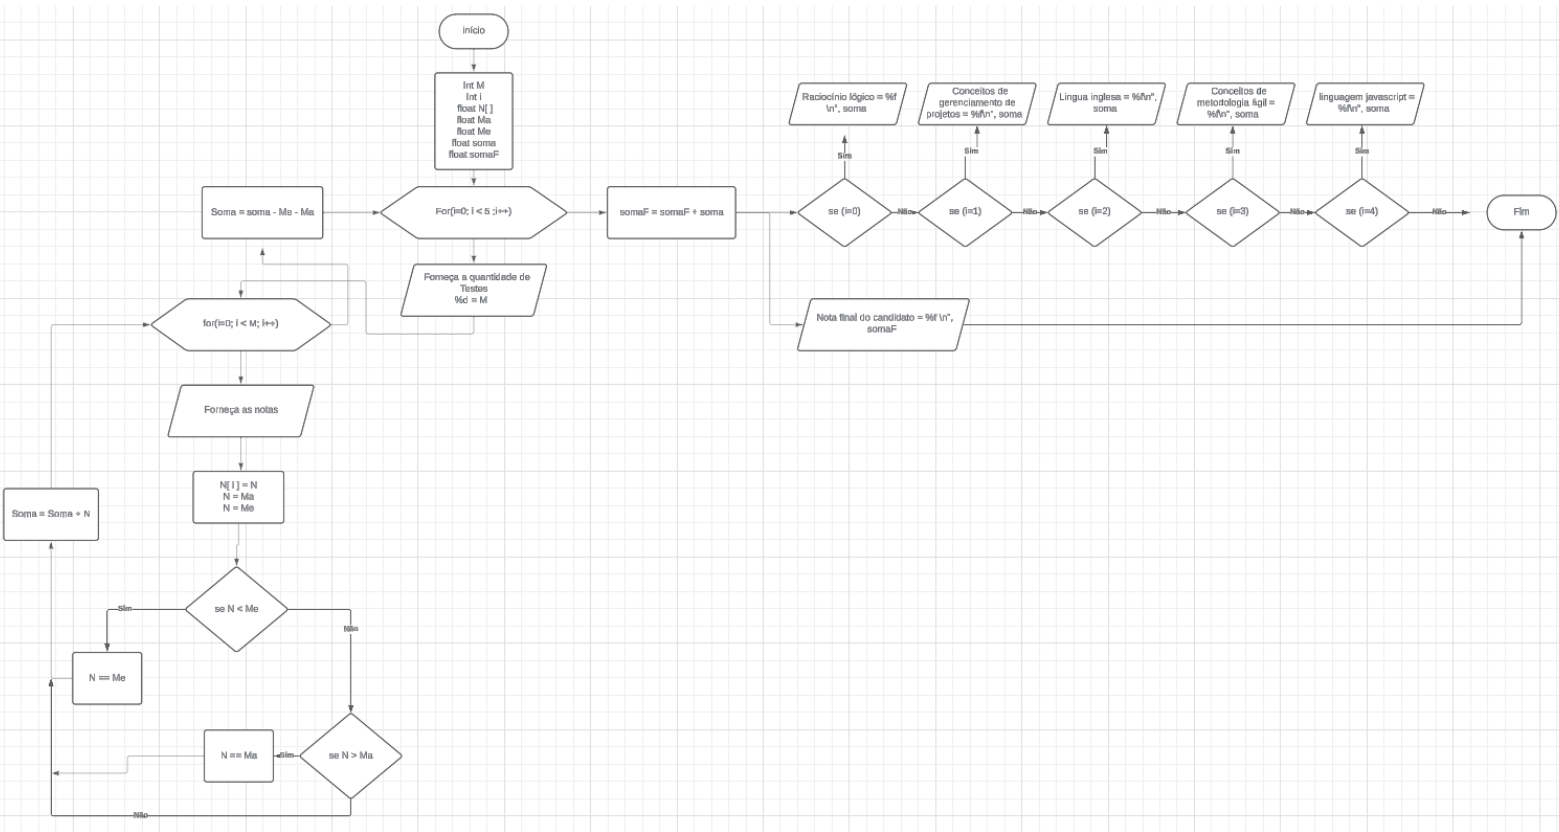 início
Int M
Int i
float N[ ]
float Ma
float Me
float soma
float somaF
Soma = soma - Me - Ma
For(i=0; i < 5 ;i++)
somaF = somaF + soma
Forneça a quantidade de
Testes
%d = M
for(i=0; i < M; i++)
Forneça as notas
N[ i ] = N
N = Ma
N = Me
Soma = Soma + N
se N < Me
Sim
Não
N == Me
se N > Ma
Sim
N == Ma
Não
Raciocínio lógico = %f
\n", soma
Conceitos de
gerenciamento de
projetos = %f\n", soma
Lingua inglesa = %f\n",
soma
Conceitos de
metodologia ágil =
%f\n", soma
linguagem javascript =
%f\n", soma
Sim
Sim
Sim
Sim
Sim
se (i=0)
Não
se (i=1)
Não
se (i=2)
Não
se (i=3)
Não
se (i=4)
Não
Fim
Nota final do candidato = %f \n",
somaF